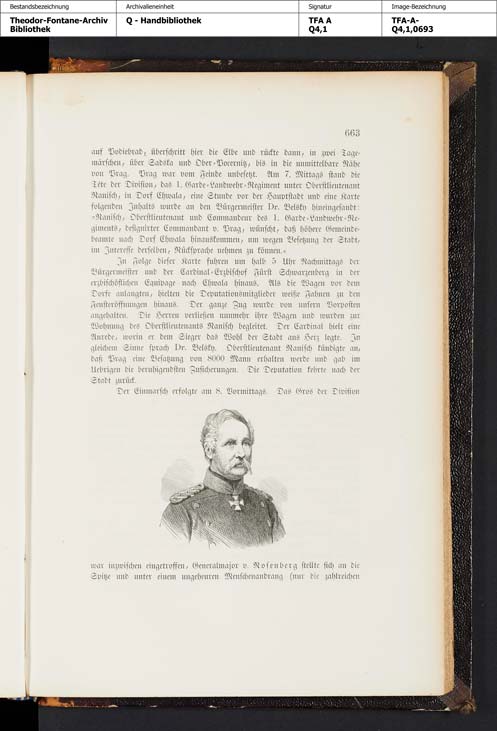 Bestandsbezeichnung Archivalieneinheit Signatur Image-Bezeichnung
Theodor-Fontane-Archiv Q - Handbibliothek TFA A TFA-A-
Bibliothek Q4,1 Q4,1,0693
663
auf Podiebrad, überschritt hier die Elbe und rückte dann, in zwei Tage-
märschen, über Sadska und Ober-Pocernitz, bis in die unmittelbare Nähe
von Prag. Prag war vom Feinde unbesetzt. Am 7. Mittags stand die
Tête der Division, das 1. Garde-Landwehr-Regiment unter Oberstlieutenant
Ranisch, in Dorf Chwala, eine Stunde vor der Hauptstadt und eine Karte
folgenden Inhalts wurde an den Bürgermeister Dr. Belsky hineingesandt:
»Ranisch, Oberstlieutenant und Commandeur des 1. Garde-Landwehr-Re-
giments, designirter Commandant v. Prag, wünscht, daß höhere Gemeinde-
beamte nach Dorf Chwala hinauskommen, um wegen Besetzung der Stadt,
im Interesse derselben, Rücksprache nehmen zu können.«
In Folge dieser Karte fuhren um halb 5 Uhr Nachmittags der
Bürgermeister und der Cardinal-Erzbischof Fürst Schwarzenberg in der
erzbischöflichen Equipage nach Chwala hinaus. Als die Wagen vor dem
Dorfe anlangten, hielten die Deputationsmitglieder weiße Fahnen zu den
Fensteröffnungen hinaus. Der ganze Zug wurde von unsern Vorposten
angehalten. Die Herren verließen nunmehr ihre Wagen und wurden zur
Wohnung des Oberstlieutenants Ranisch begleitet. Der Cardinal hielt eine
Anrede, worin er dem Sieger das Wohl der Stadt ans Herz legte. In
gleichem Sinne sprach Dr. Belsky. Oberstlieutenant Ranisch kündigte an,
daß Prag eine Besatzung von 8000 Mann erhalten werde und gab im
Uebrigen die beruhigendsten Zusicherungen. Die Deputation kehrte nach der
Stadt zurück.
Der Einmarsch erfolgte am 8. Vormittags. Das Gros der Division
war inzwischen eingetroffen, Generalmajor v. Rosenberg stellte sich an die
Spitze und unter einem ungeheuren Menschenandrang (nur die zahlreichen